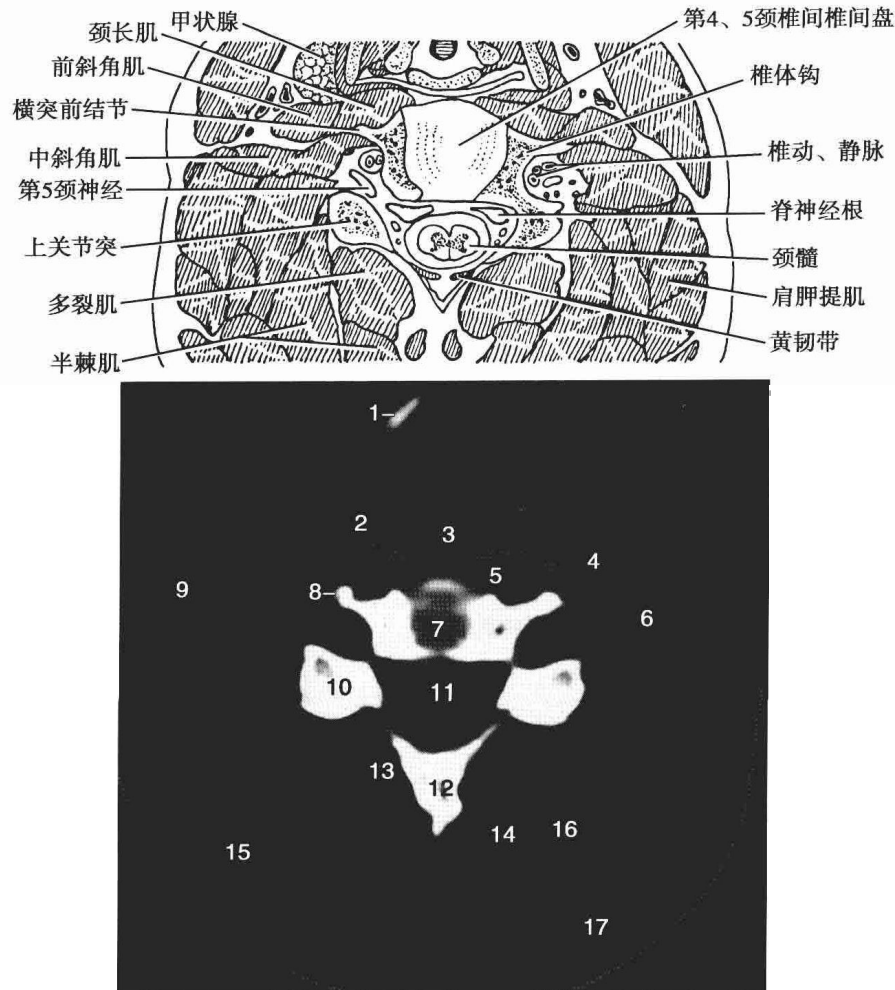 甲状腺
颈长肌
前斜角肌
横突前结节
中斜角肌
第5颈神经
上关节突
多裂肌
半棘肌
第4、5颈椎间椎间盘
椎体钩
椎动、静脉
脊神经根
颈髓
肩胛提肌
黄韧带
1
2
3
4
5
6
7
8
9
10
11
12
13
14
15
16
17